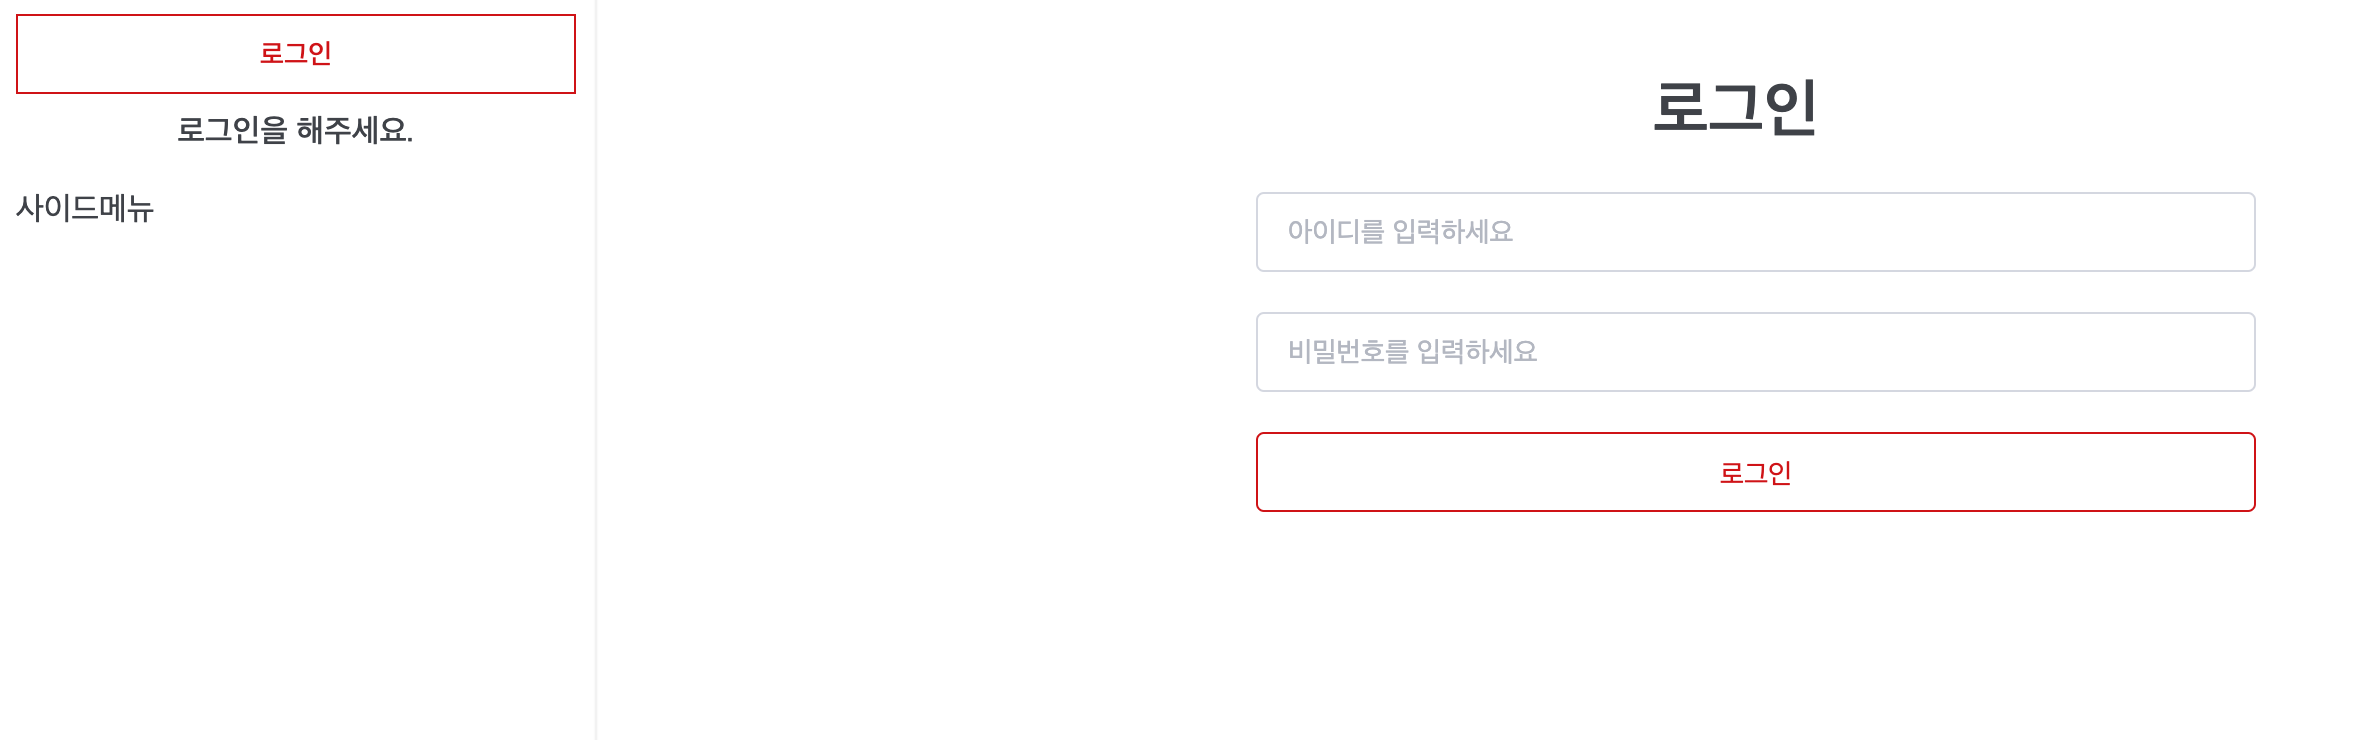 로그인
로그인을 해주세요.
사이드메뉴
로그인
아이디를 입력하세요
비밀번호를 입력하세요
로그인